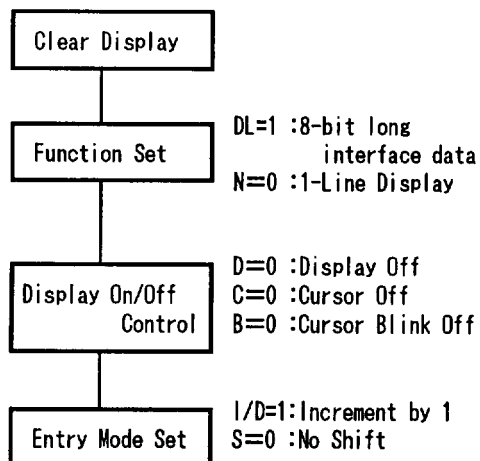 Clear Display
Function Set
DL=1 :8-bit long
interface data
N=0 :1-Line Display
Display On/Off
Control
D=0 :Display Off
C=0 :Cursor Off
B=0 :Cursor Blink Off
Entry Mode Set
I/D=1:Increment by 1
S=0 :No Shift